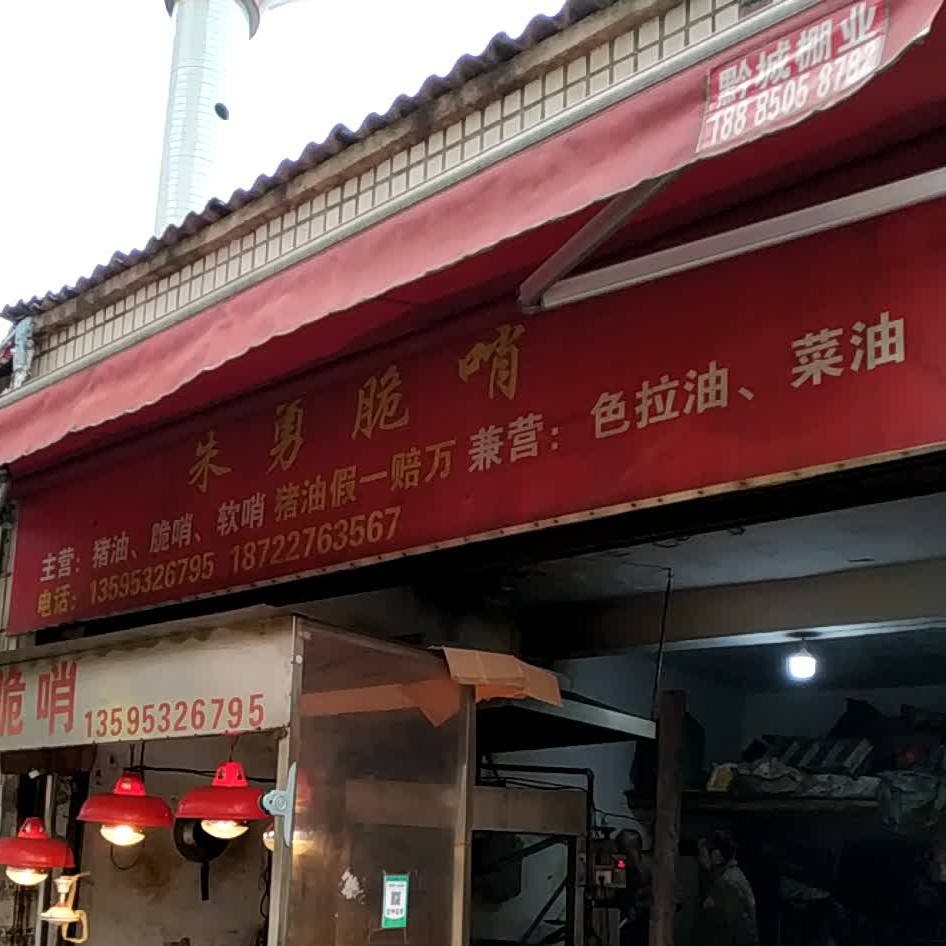 黔城棚业
188 8506 8782
朱勇脆哨
主营：猪油、脆哨、软哨 猪油假一赔万 兼营：色拉油、菜油
电话：13595326795 18722763567
脆哨 13595326795